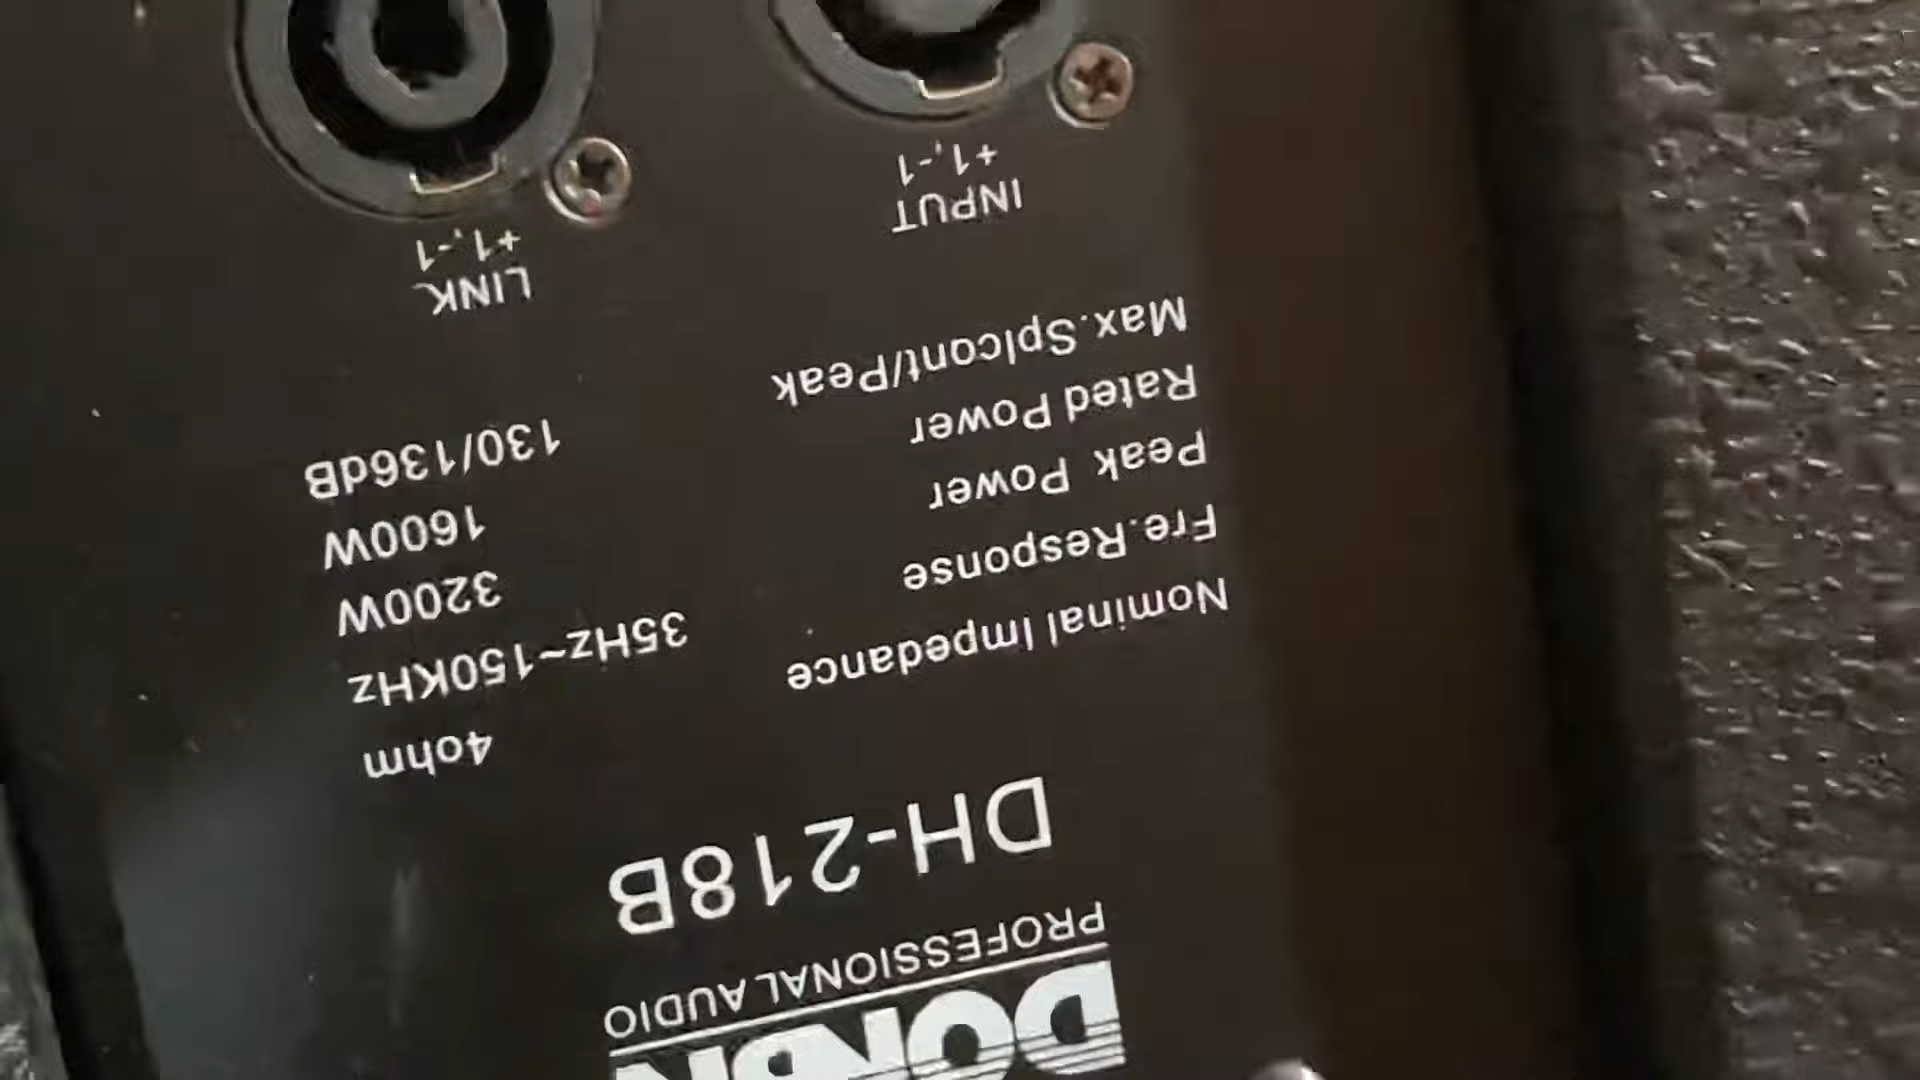 PROFESSIONAL AUDIO
DH-218B
Nominal Impedance 4ohm
Fre.Response 35Hz~150KHz
Peak Power 3200W
Rated Power 1600W
Max.Splcont/Peak 130/136dB
INPUT
+1,-1
LINK
+1,-1